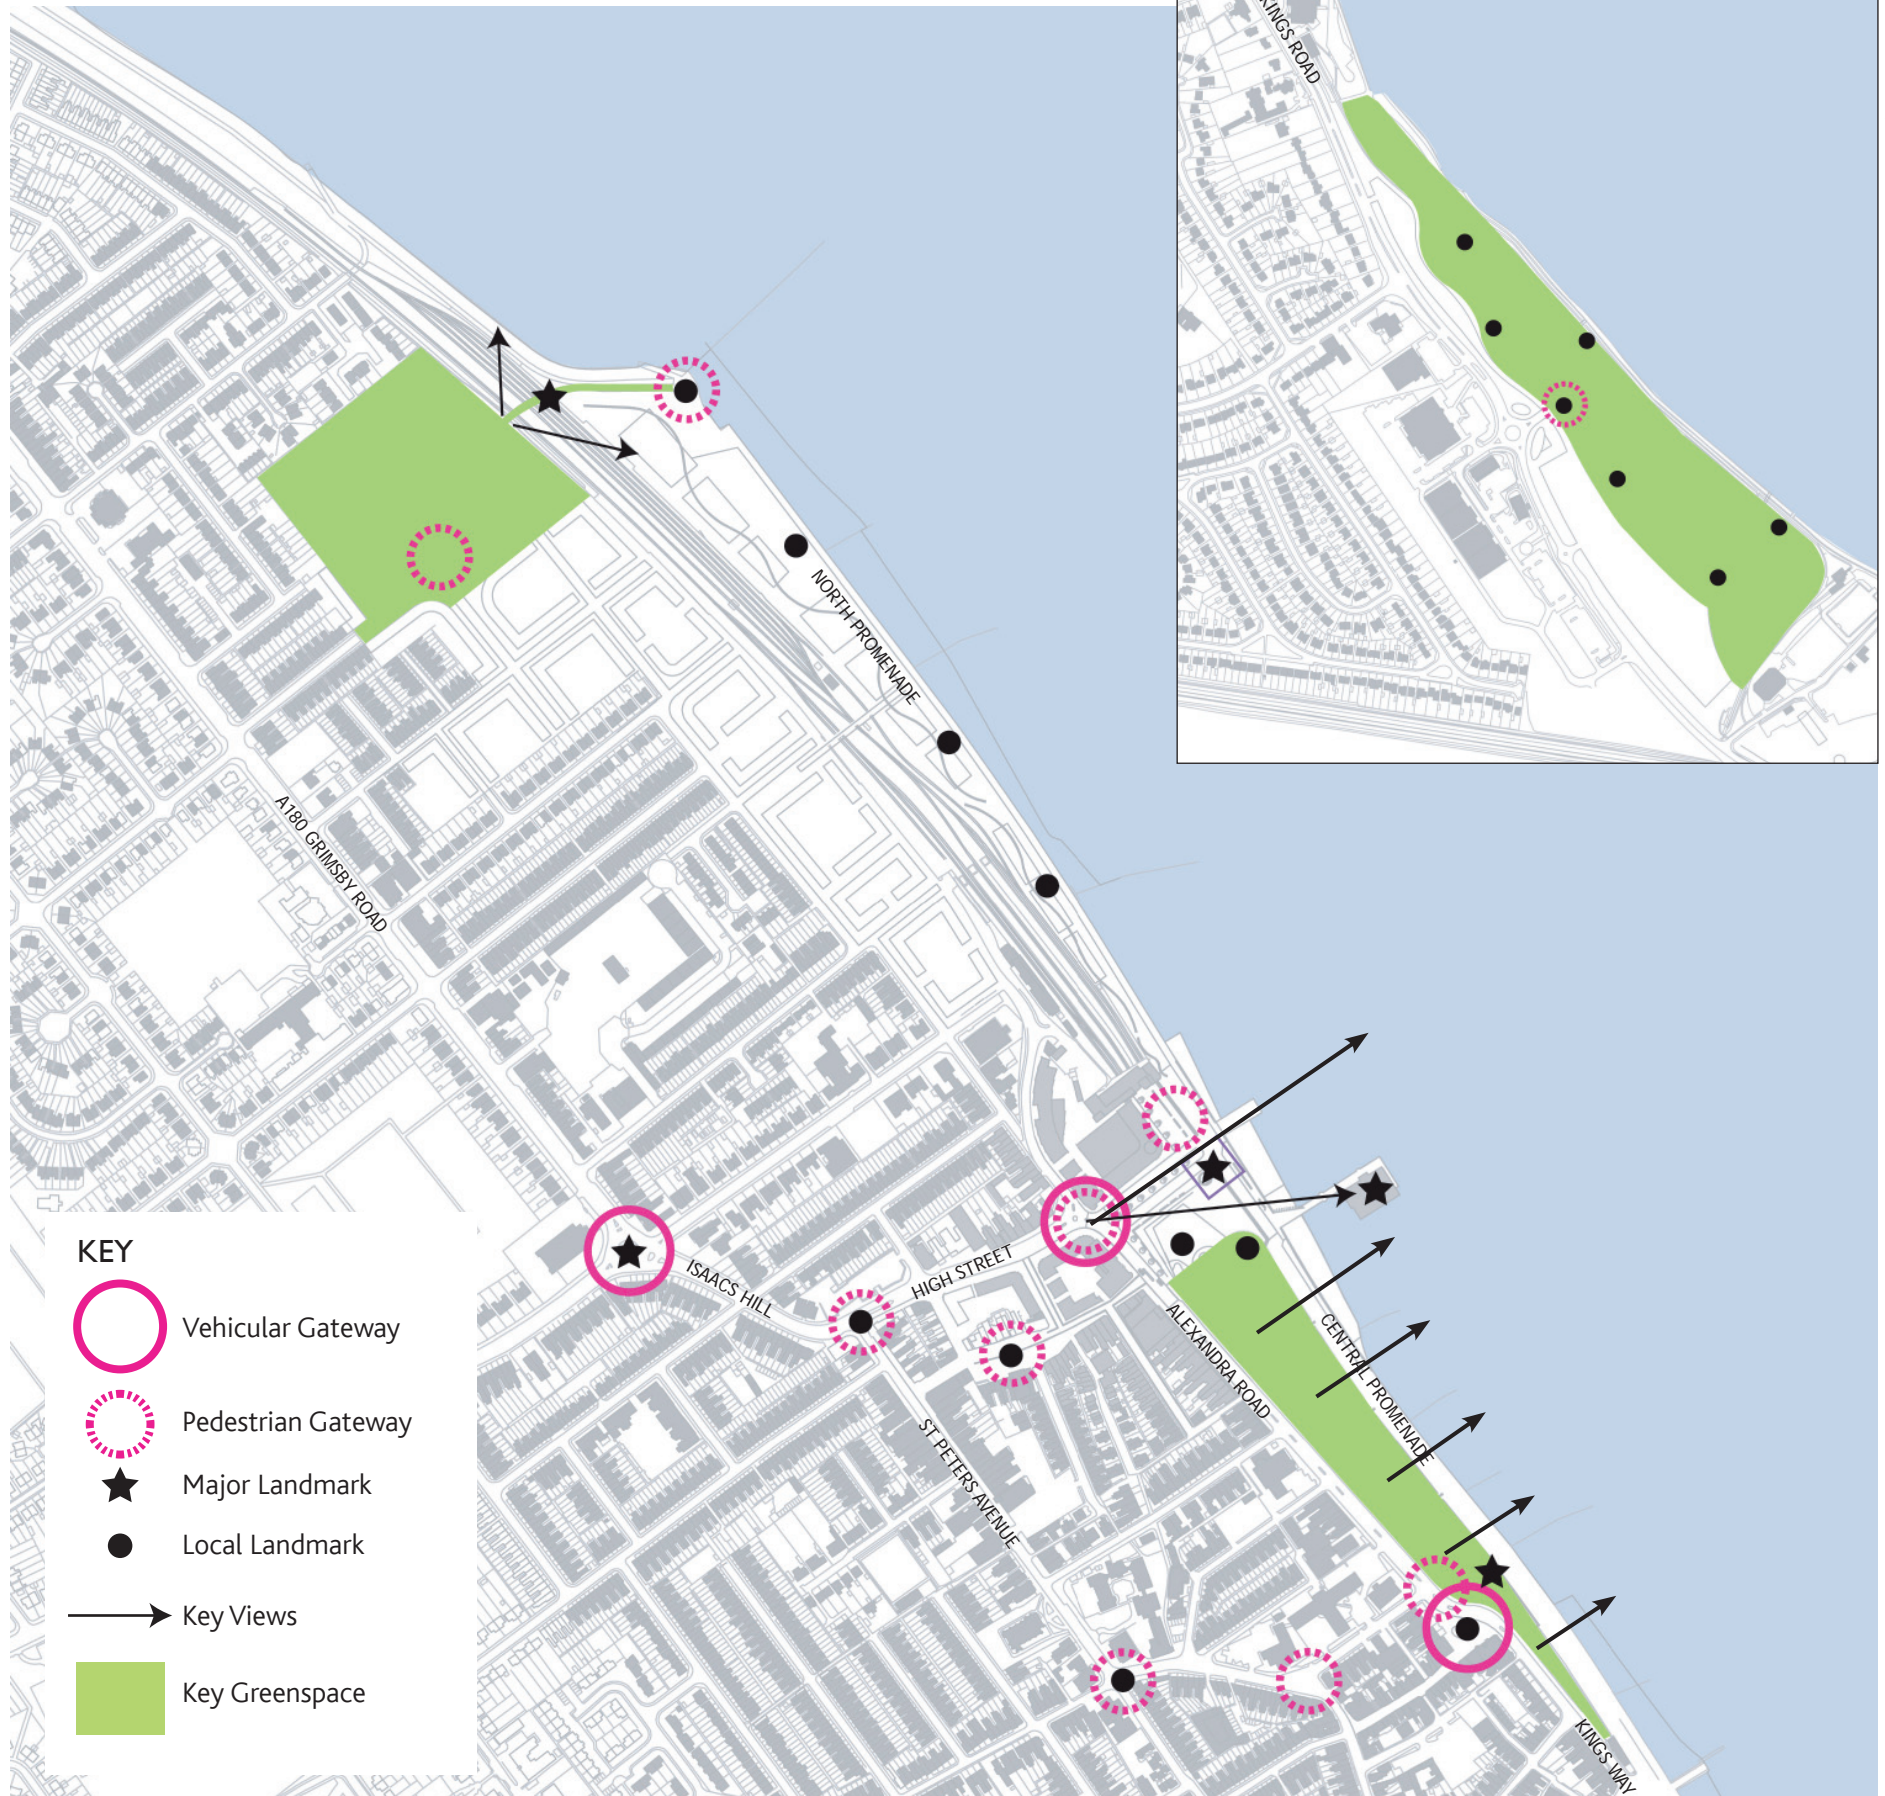 KINGS ROAD
NORTH PROMENADE
A180 GRIMSBY ROAD
ISAACS HILL
HIGH STREET
ALEXANDRA ROAD
CENTRAL PROMENADE
ST PETERS AVENUE
KINGS WAY
KEY
Vehicular Gateway
Pedestrian Gateway
Major Landmark
Local Landmark
Key Views
Key Greenspace